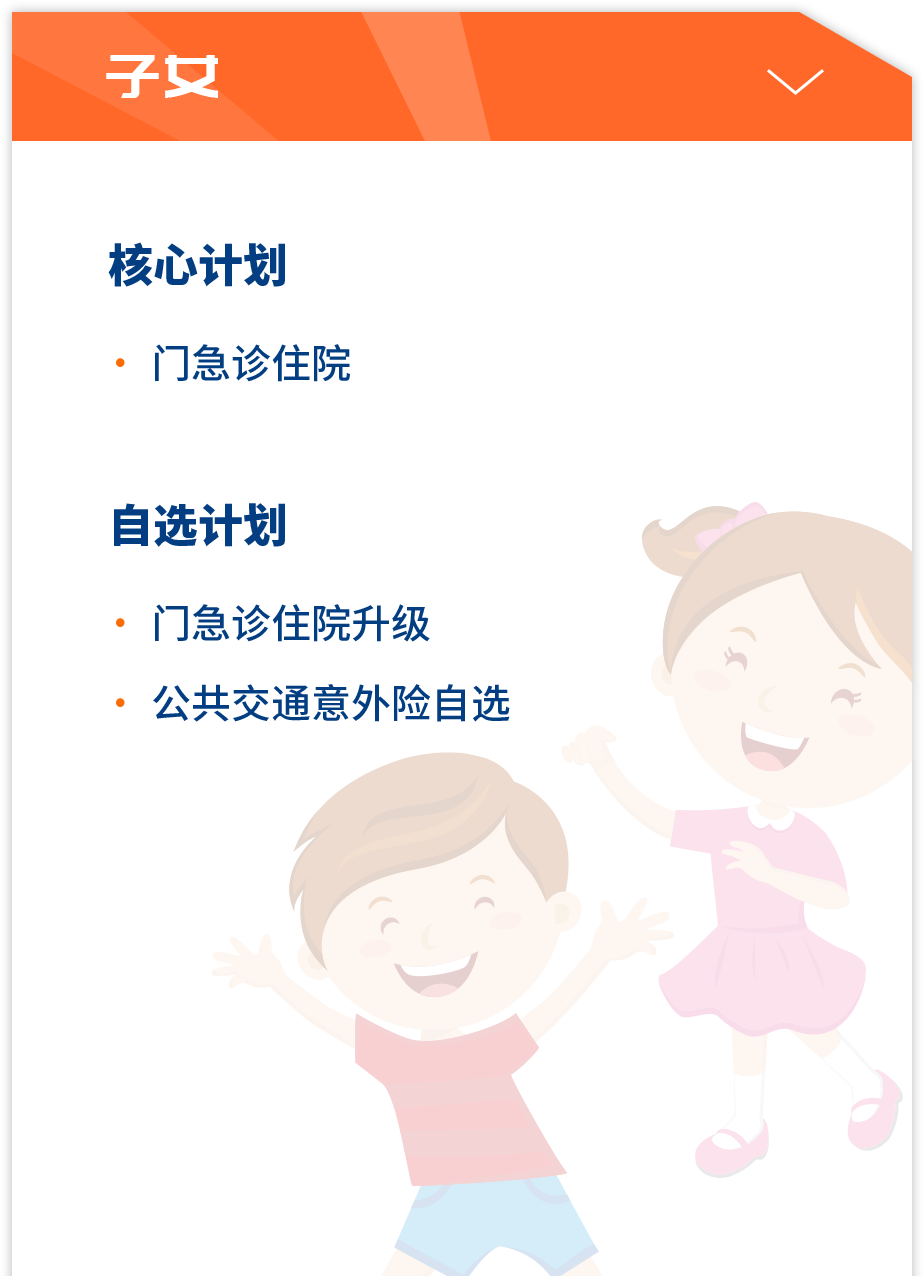 子女
核心计划
• 门急诊住院
自选计划
• 门急诊住院升级
• 公共交通意外险自选